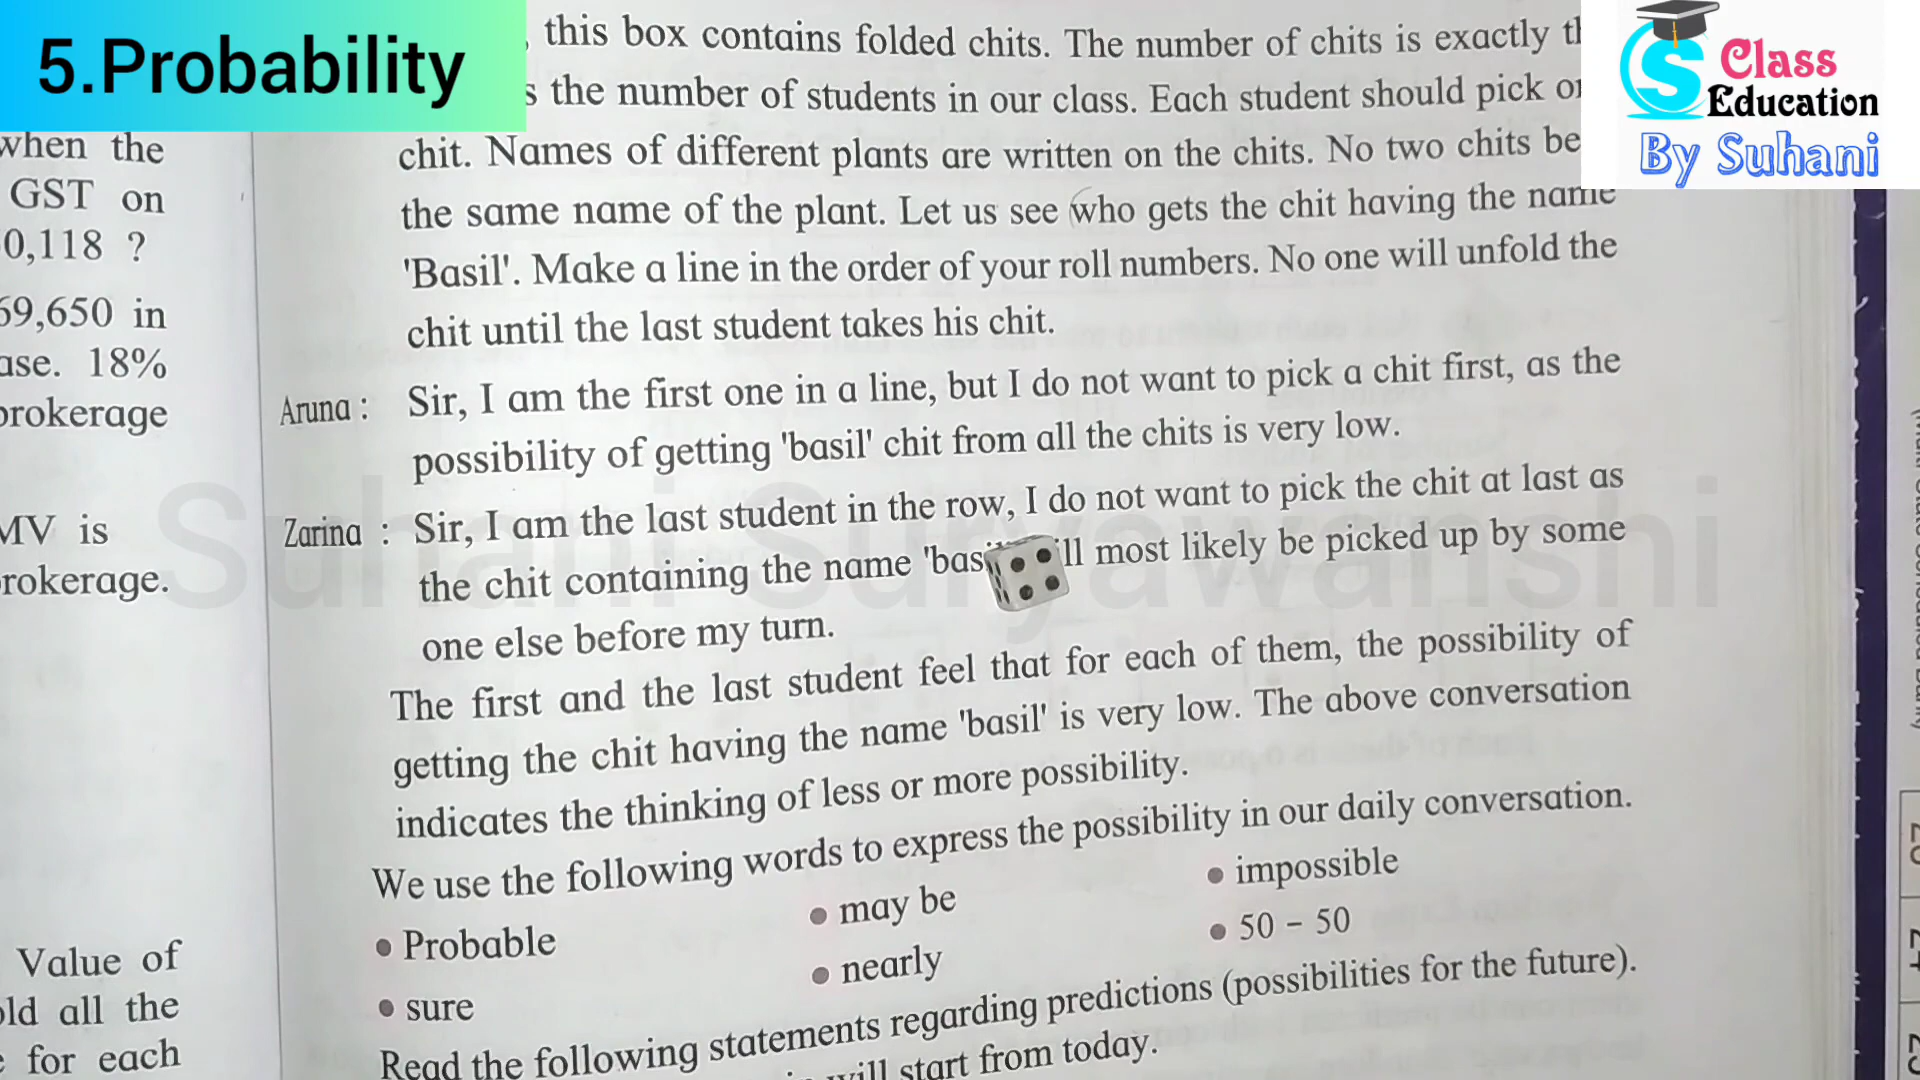 5.Probability
Class
Education
By Suhani
this box contains folded chits. The number of chits is exactly
the number of students in our class. Each student should pick
chit. Names of different plants are written on the chits. No two chits
the same name of the plant. Let us see who gets the chit having the name
'Basil'. Make a line in the order of your roll numbers. No one will unfold the
chit until the last student takes his chit.
Aruna : Sir, I am the first one in a line, but I do not want to pick a chit first, as the
possibility of getting 'basil' chit from all the chits is very low.
Zarina : Sir, I am the last student in the row, I do not want to pick the chit at last as
the chit containing the name most likely be picked up by some
one else before my turn.
The first and the last student feel that for each of them, the possibility of
getting the chit having the name 'basil' is very low. The above conversation
indicates the thinking of less or more possibility.
We use the following words to express the possibility in our daily conversation.
• Probable • may be • impossible
• sure • nearly • 50 – 50
Read the following statements regarding predictions (possibilities for the future).
will start from today.
when the
GST on
0,118 ?
69,650 in
18%
brokerage
MV is
brokerage.
Value of
all the
for each
Suhani Suryawanshi